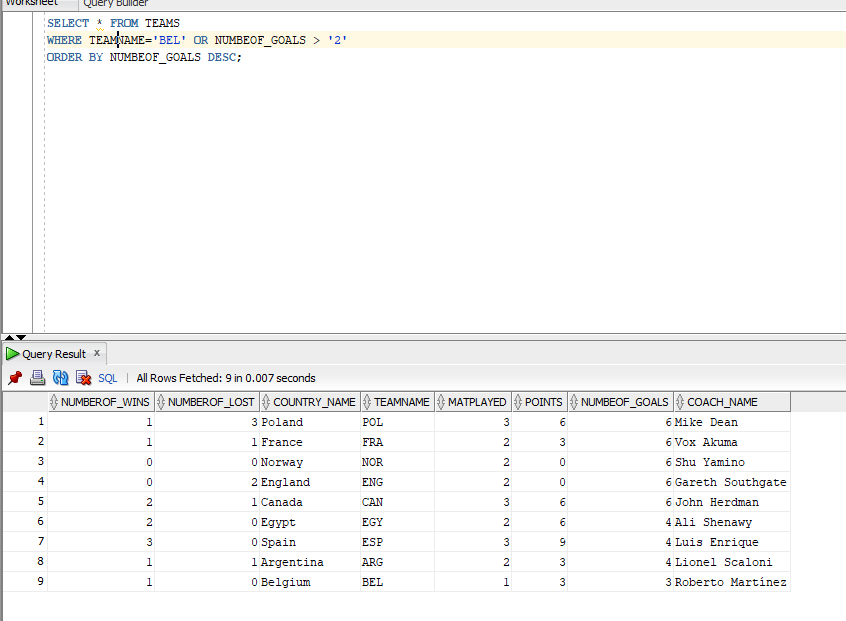 Worksheet Query Builder
SELECT * FROM TEAMS
WHERE TEAMNAME='BEL' OR NUMBEOF_GOALS > '2'
ORDER BY NUMBEOF_GOALS DESC;
Query Result x
SQL | All Rows Fetched: 9 in 0.007 seconds
NUMBEROF_WINS NUMBEROF_LOST COUNTRY_NAME TEAMNAME MATPLAYED POINTS NUMBEOF_GOALS COACH_NAME
1 1 3 Poland POL 3 6 6 Mike Dean
2 1 1 France FRA 2 3 6 Vox Akuma
3 0 0 Norway NOR 2 0 6 Shu Yamino
4 0 2 England ENG 2 0 6 Gareth Southgate
5 2 1 Canada CAN 3 6 6 John Herdman
6 2 0 Egypt EGY 2 6 4 Ali Shenawy
7 3 0 Spain ESP 3 9 4 Luis Enrique
8 1 1 Argentina ARG 2 3 4 Lionel Scaloni
9 1 0 Belgium BEL 1 3 3 Roberto Martínez